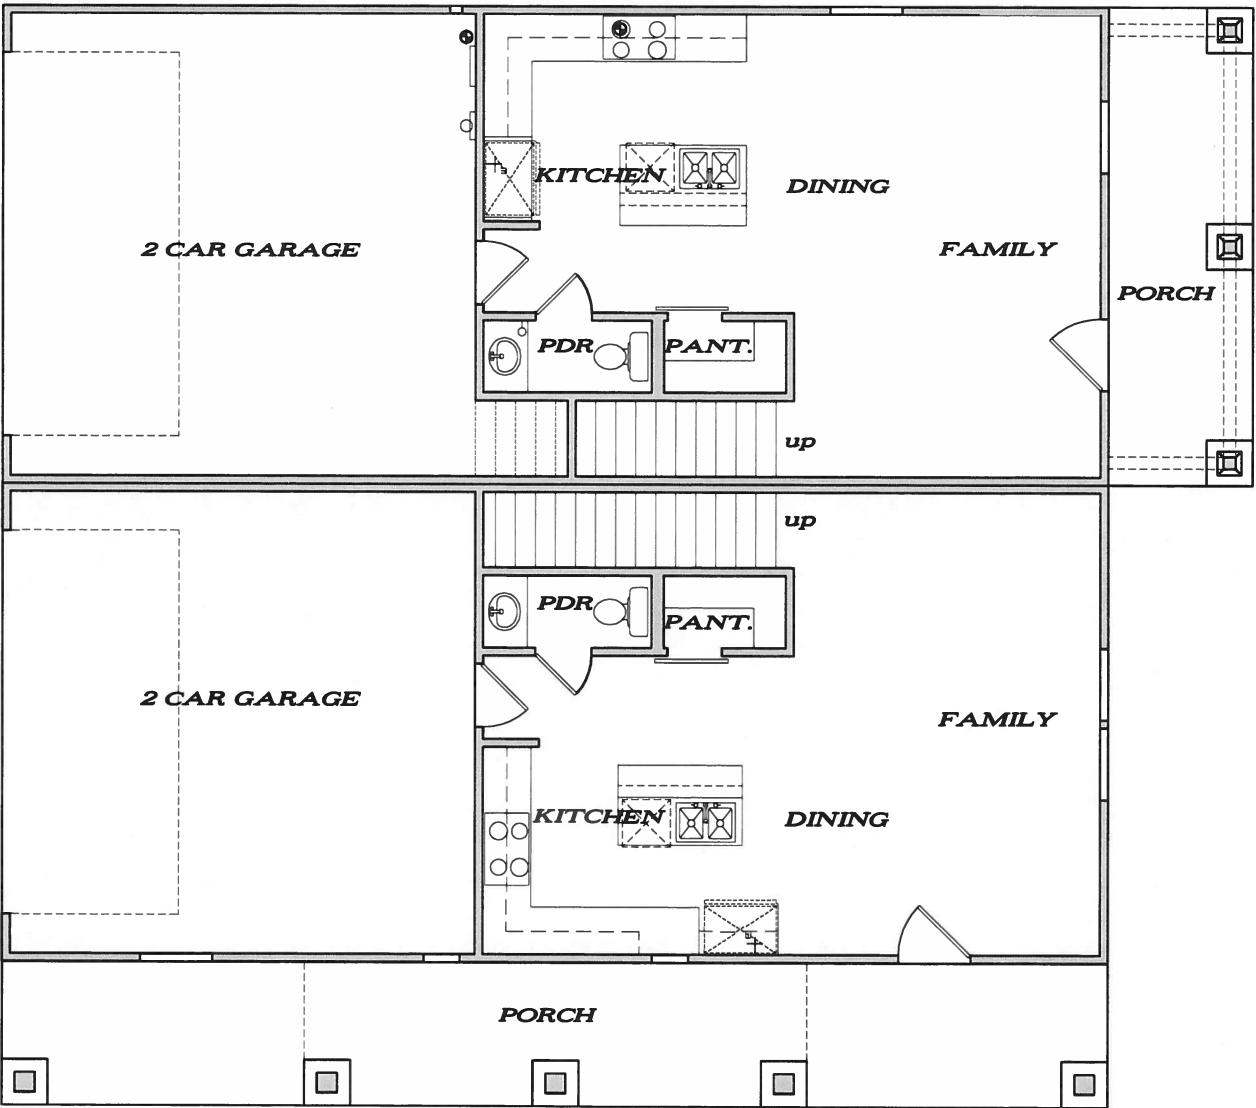 KITCHEN
DINING
2 CAR GARAGE
FAMILY
PORCH
PDR
PANT.
up
up
PDR
PANT.
2 CAR GARAGE
FAMILY
KITCHEN
DINING
PORCH